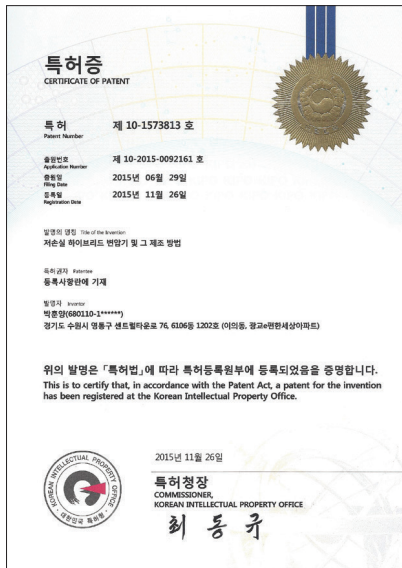 특허증
CERTIFICATE OF PATENT
특 허 제 10-1573813 호
Patent Number
출원번호 제 10-2015-0092161 호
Application Number
출원일 2015년 06월 29일
Filing Date
등록일 2015년 11월 26일
Registration Date
발명의 명칭 Title of the Invention
저손실 하이브리드 변압기 및 그 제조 방법
특허권자 Patentee
등록사항란에 기재
발명자 Inventor
박훈양(680110-1******)
경기도 수원시 영통구 센트럴타운로 76, 6106동 1202호 (이의동, 광교e편한세상아파트)
위의 발명은 「특허법」에 따라 특허등록원부에 등록되었음을 증명합니다.
This is to certify that, in accordance with the Patent Act, a patent for the invention
has been registered at the Korean Intellectual Property Office.
2015년 11월 26일
특허청장
COMMISSIONER,
KOREAN INTELLECTUAL PROPERTY OFFICE
최동규
KOREAN INTELLECTUAL PROPERTY OFFICE
대한민국 특허청